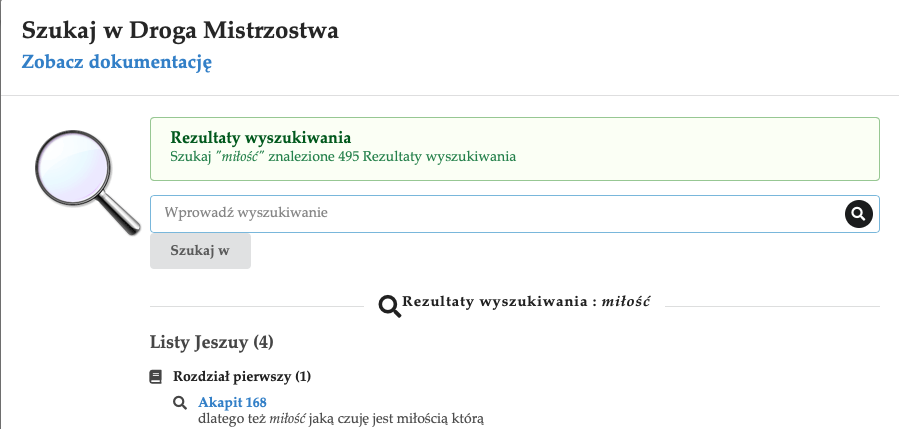 Szukaj w Droga Mistrzostwa
Zobacz dokumentację
Rezultaty wyszukiwania
Szukaj "miłość" znalezione 495 Rezultaty wyszukiwania
Wprowadź wyszukiwanie
Szukaj w
Rezultaty wyszukiwania : miłość
Listy Jeszuy (4)
Rozdział pierwszy (1)
Akapit 168
dlatego też miłość jaką czuję jest miłością którą